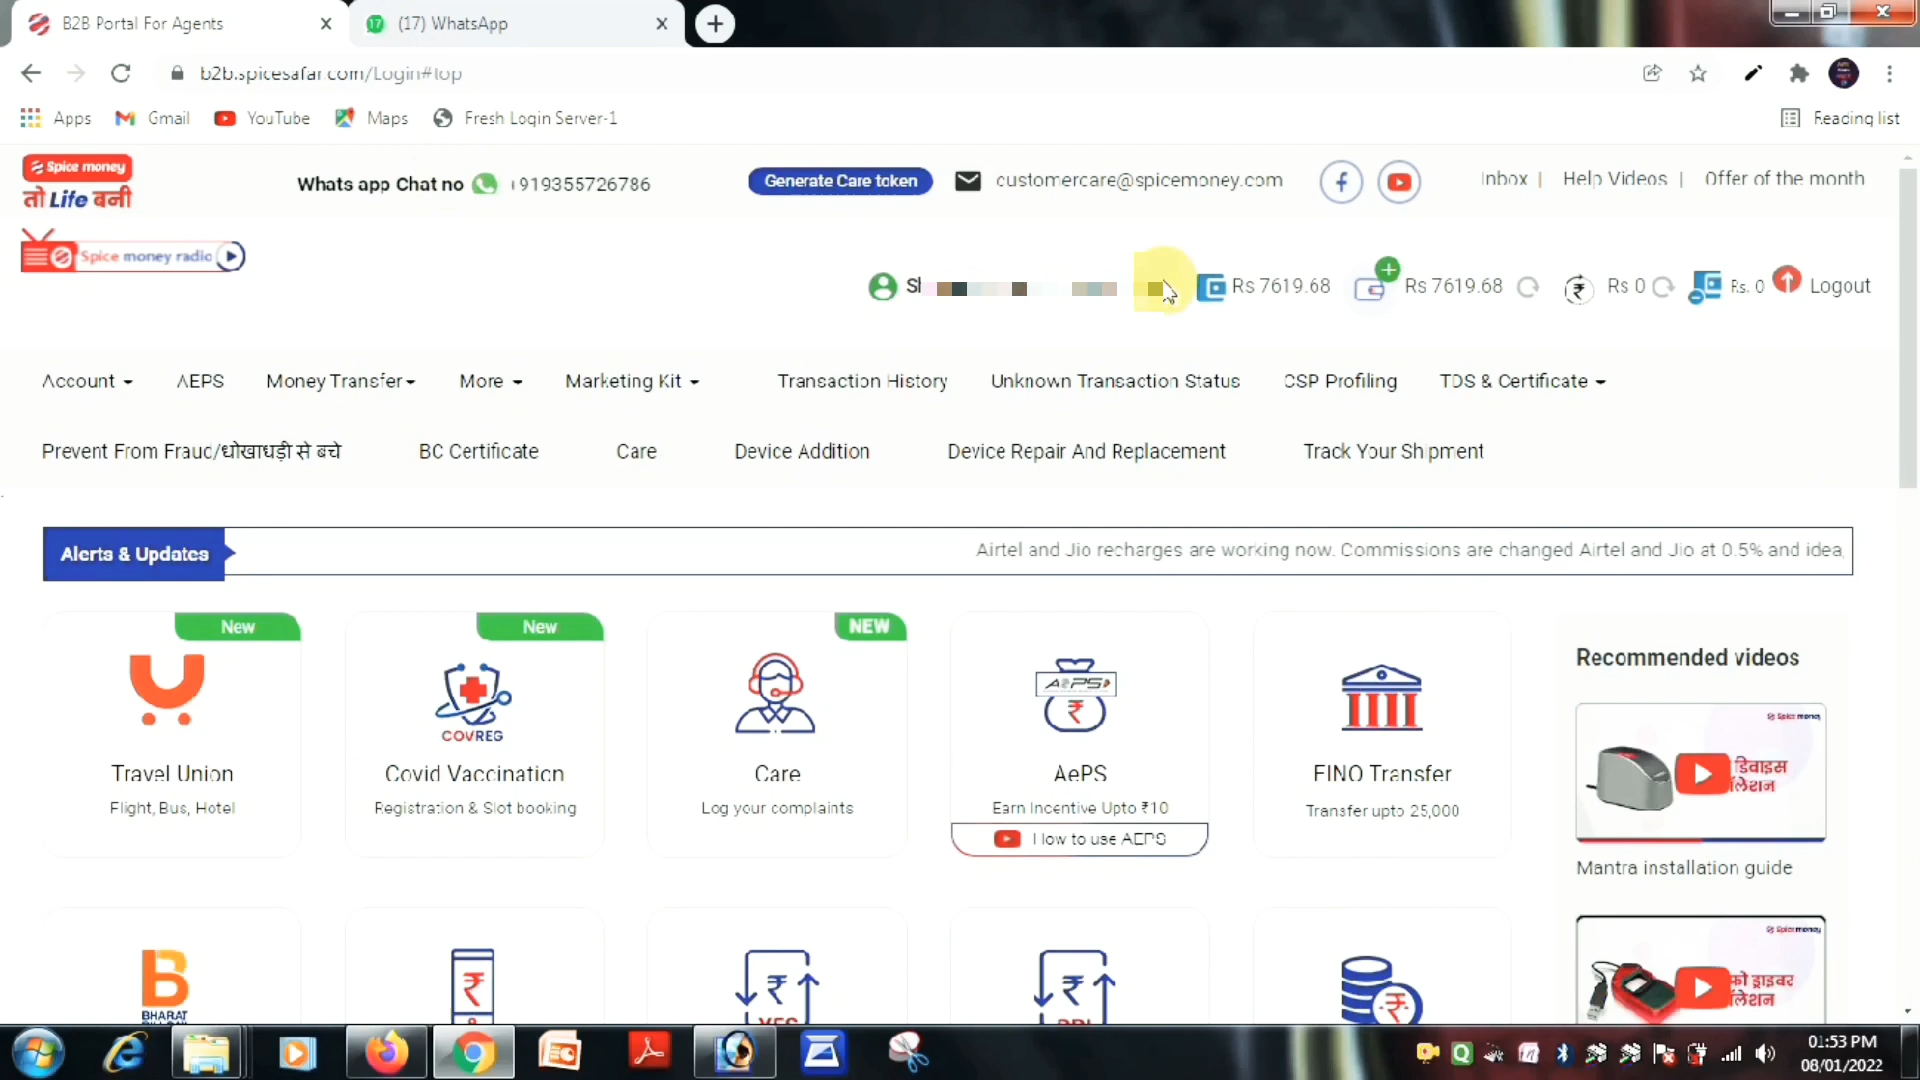 B2B Portal For Agents
(17) WhatsApp
b2b.spicesafar.com/Login#top
Apps
Gmail
YouTube
Maps
Fresh Login Server-1
Reading list
Spice money
तो Life बनी
Whats app Chat no
+919355726786
Generate Care token
customercare@spicemoney.com
Inbox |
Help Videos |
Offer of the month
Spice money radio
Rs 7619.68
Rs 7619.68
Rs 0
Rs. 0
Logout
Account
AEPS
Money Transfer
More
Marketing Kit
Transaction History
Unknown Transaction Status
CSP Profiling
TDS & Certificate
Prevent From Fraud/धोखाधड़ी से बचे
BC Certificate
Care
Device Addition
Device Repair And Replacement
Track Your Shipment
Alerts & Updates
Airtel and Jio recharges are working now. Commissions are changed Airtel and Jio at 0.5% and idea,
New
COVREG
Travel Union
Flight, Bus, Hotel
New
Covid Vaccination
Registration & Slot booking
NEW
Care
Log your complaints
AePS
AePS
Earn Incentive Upto ₹10
How to use AEPS
FINO Transfer
Transfer upto 25,000
Recommended videos
Spice money
डिवाइस
Mantra installation guide
Spice money
ड्राइवर
BHARAT
YES
01:53 PM
08/01/2022